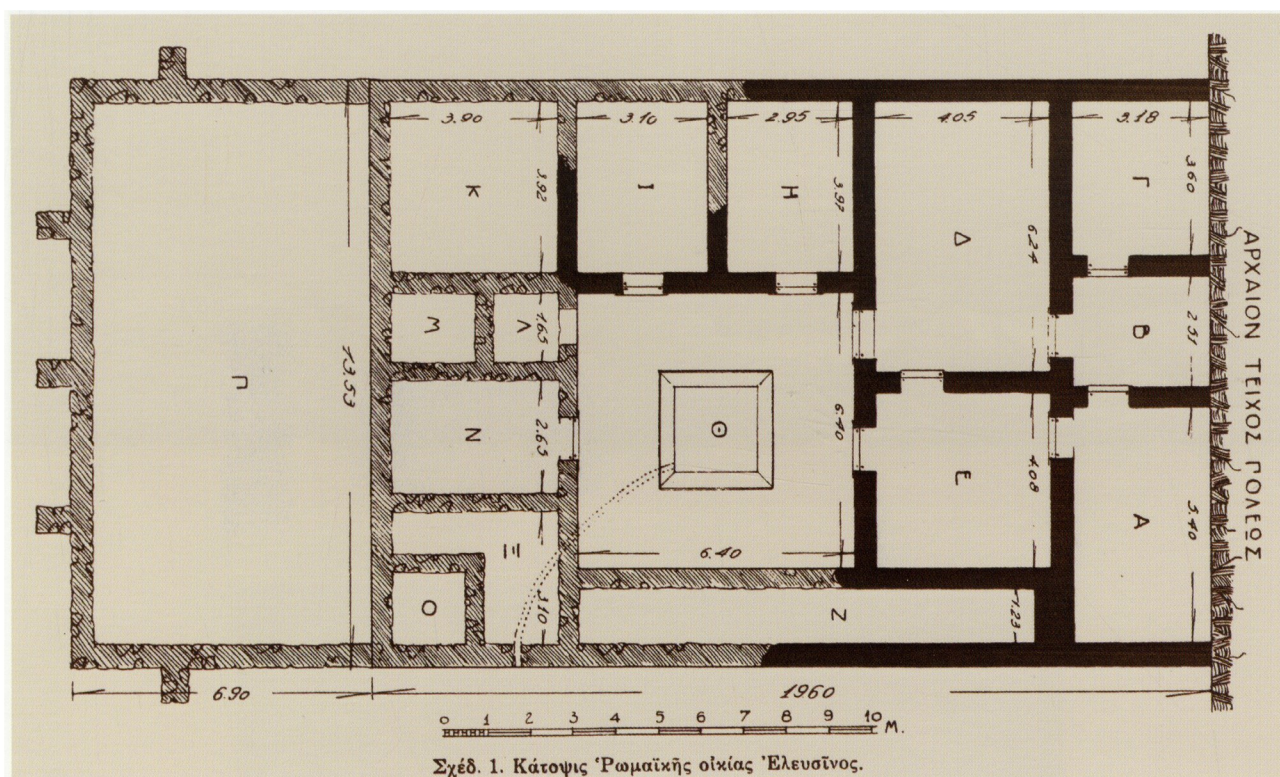 3.90 3.10 2.95 4.05 3.18
Κ 3.92 Ι Η 3.92 Δ 6.24 Γ 3.60
Μ Λ 1.65 Β 2.51
Π 13.53 Ν 2.65 Θ 6.40 Ε 4.08 Α 5.40
Ξ 6.40
Ο 3.10 Ζ 1.23
ΑΡΧΑΙΟΝ ΤΕΙΧΟΣ ΠΟΛΕΩΣ
6.90 1960
0 1 2 3 4 5 6 7 8 9 10 Μ.
Σχέδ. 1. Κάτοψις Ῥωμαϊκῆς οἰκίας Ἐλευσῖνος.